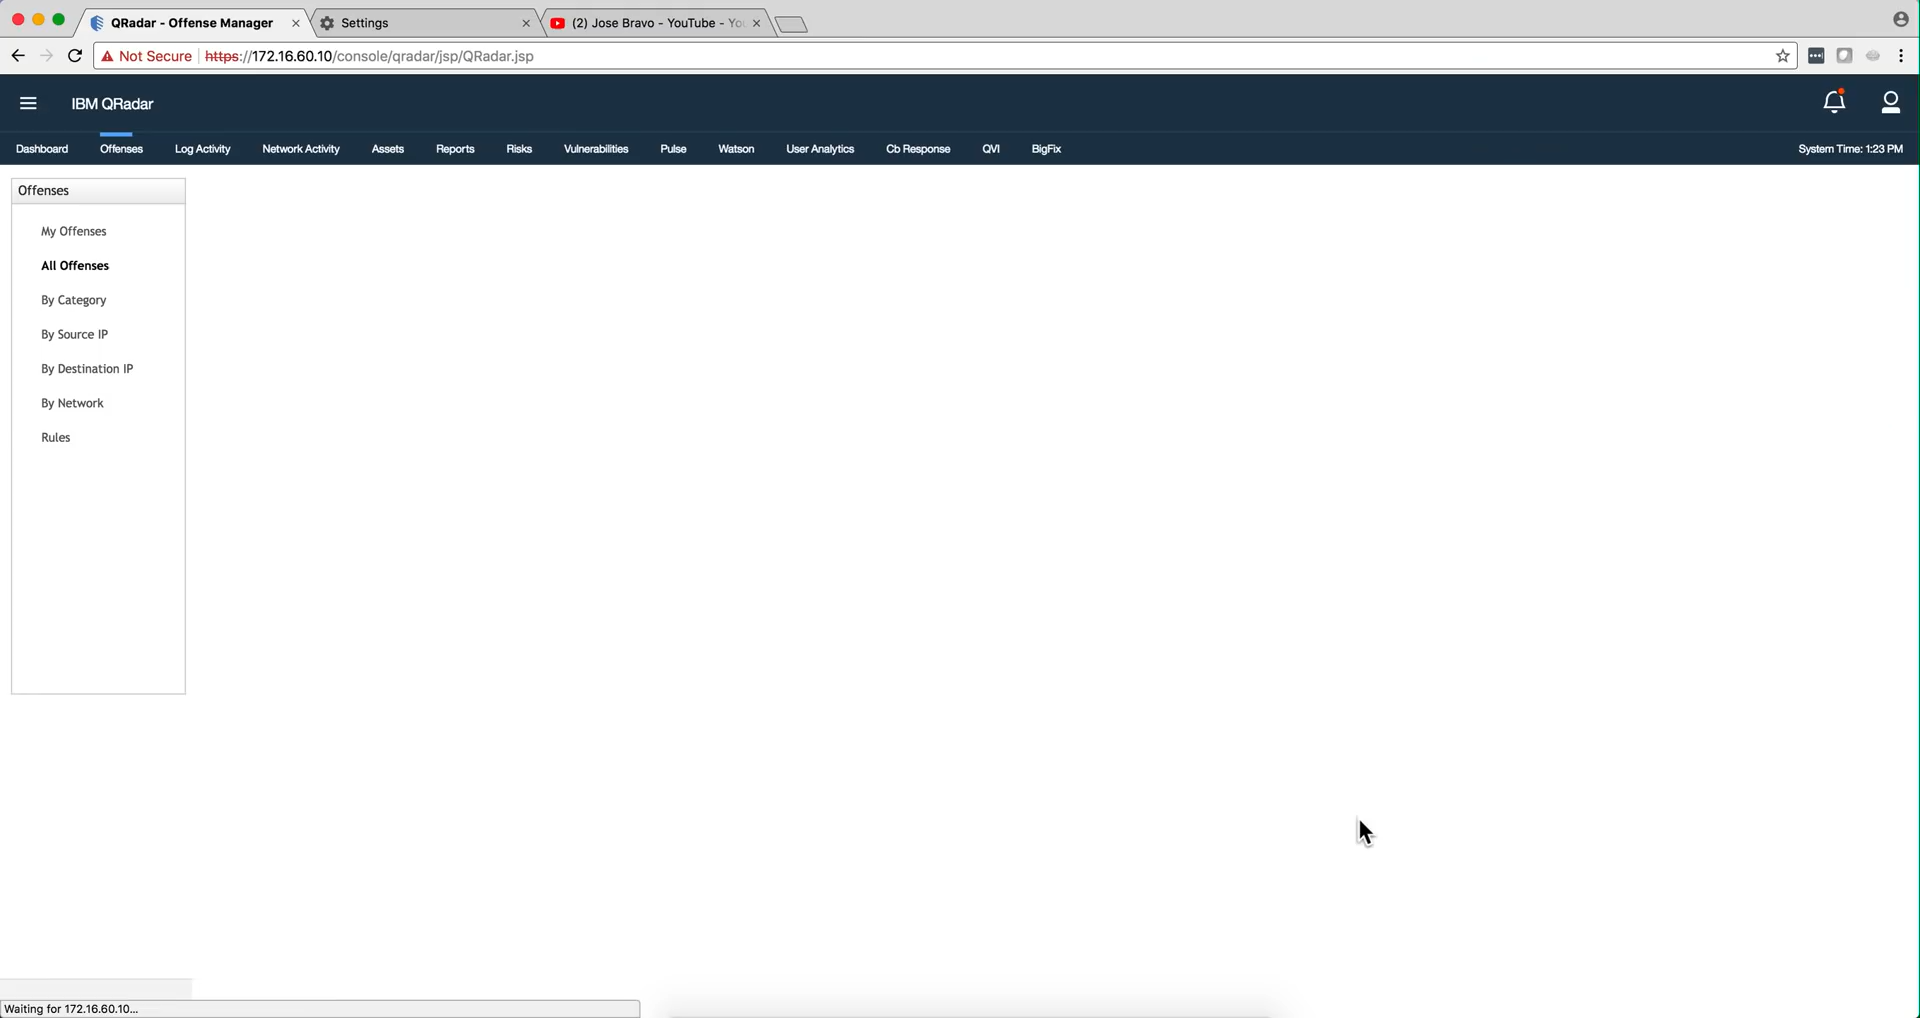 QRadar - Offense Manager
Settings
(2) Jose Bravo - YouTube - Yo
Not Secure https://172.16.60.10/console/qradar/jsp/QRadar.jsp
IBM QRadar
Dashboard Offenses Log Activity Network Activity Assets Reports Risks Vulnerabilities Pulse Watson User Analytics Cb Response QVI BigFix System Time: 1:23 PM
Offenses
My Offenses
All Offenses
By Category
By Source IP
By Destination IP
By Network
Rules
Waiting for 172.16.60.10...